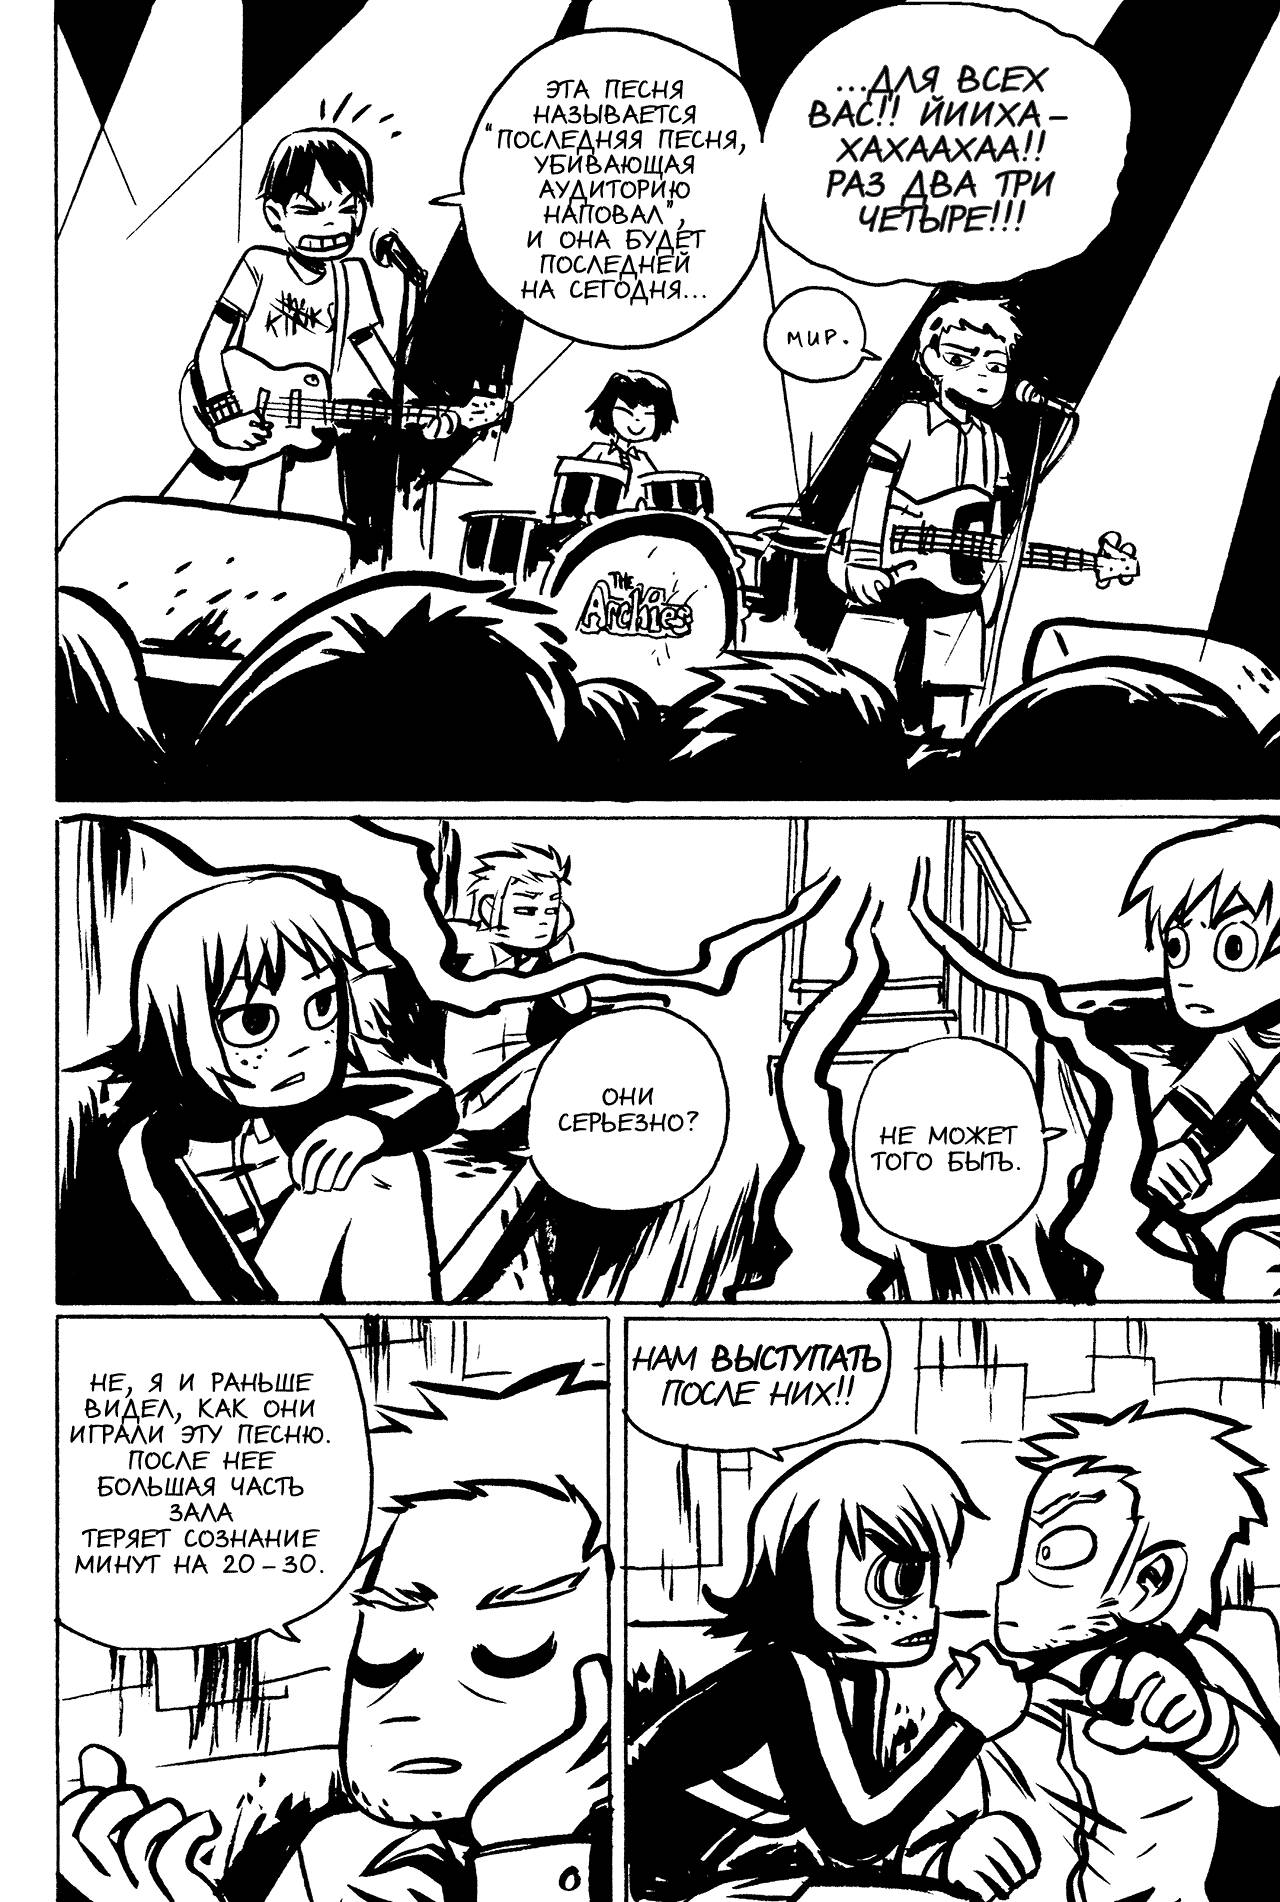 ЭТА ПЕСНЯ
НАЗЫВАЕТСЯ
"ПОСЛЕДНЯЯ ПЕСНЯ,
УБИВАЮЩАЯ
АУДИТОРИЮ
НАПОВАЛ",
И ОНА БУДЕТ
ПОСЛЕДНЕЙ
НА СЕГОДНЯ...
...ДЛЯ ВСЕХ
ВАС!! ЙИИХА-
ХАХААХАА!!
РАЗ ДВА ТРИ
ЧЕТЫРЕ!!!
МИР.
KINKS
THE
Archies
ОНИ
СЕРЬЕЗНО?
НЕ МОЖЕТ
ТОГО БЫТЬ.
НЕ, Я И РАНЬШЕ
ВИДЕЛ, КАК ОНИ
ИГРАЛИ ЭТУ ПЕСНЮ.
ПОСЛЕ НЕЕ
БОЛЬШАЯ ЧАСТЬ
ЗАЛА
ТЕРЯЕТ СОЗНАНИЕ
МИНУТ НА 20-30.
НАМ ВЫСТУПАТЬ
ПОСЛЕ НИХ!!